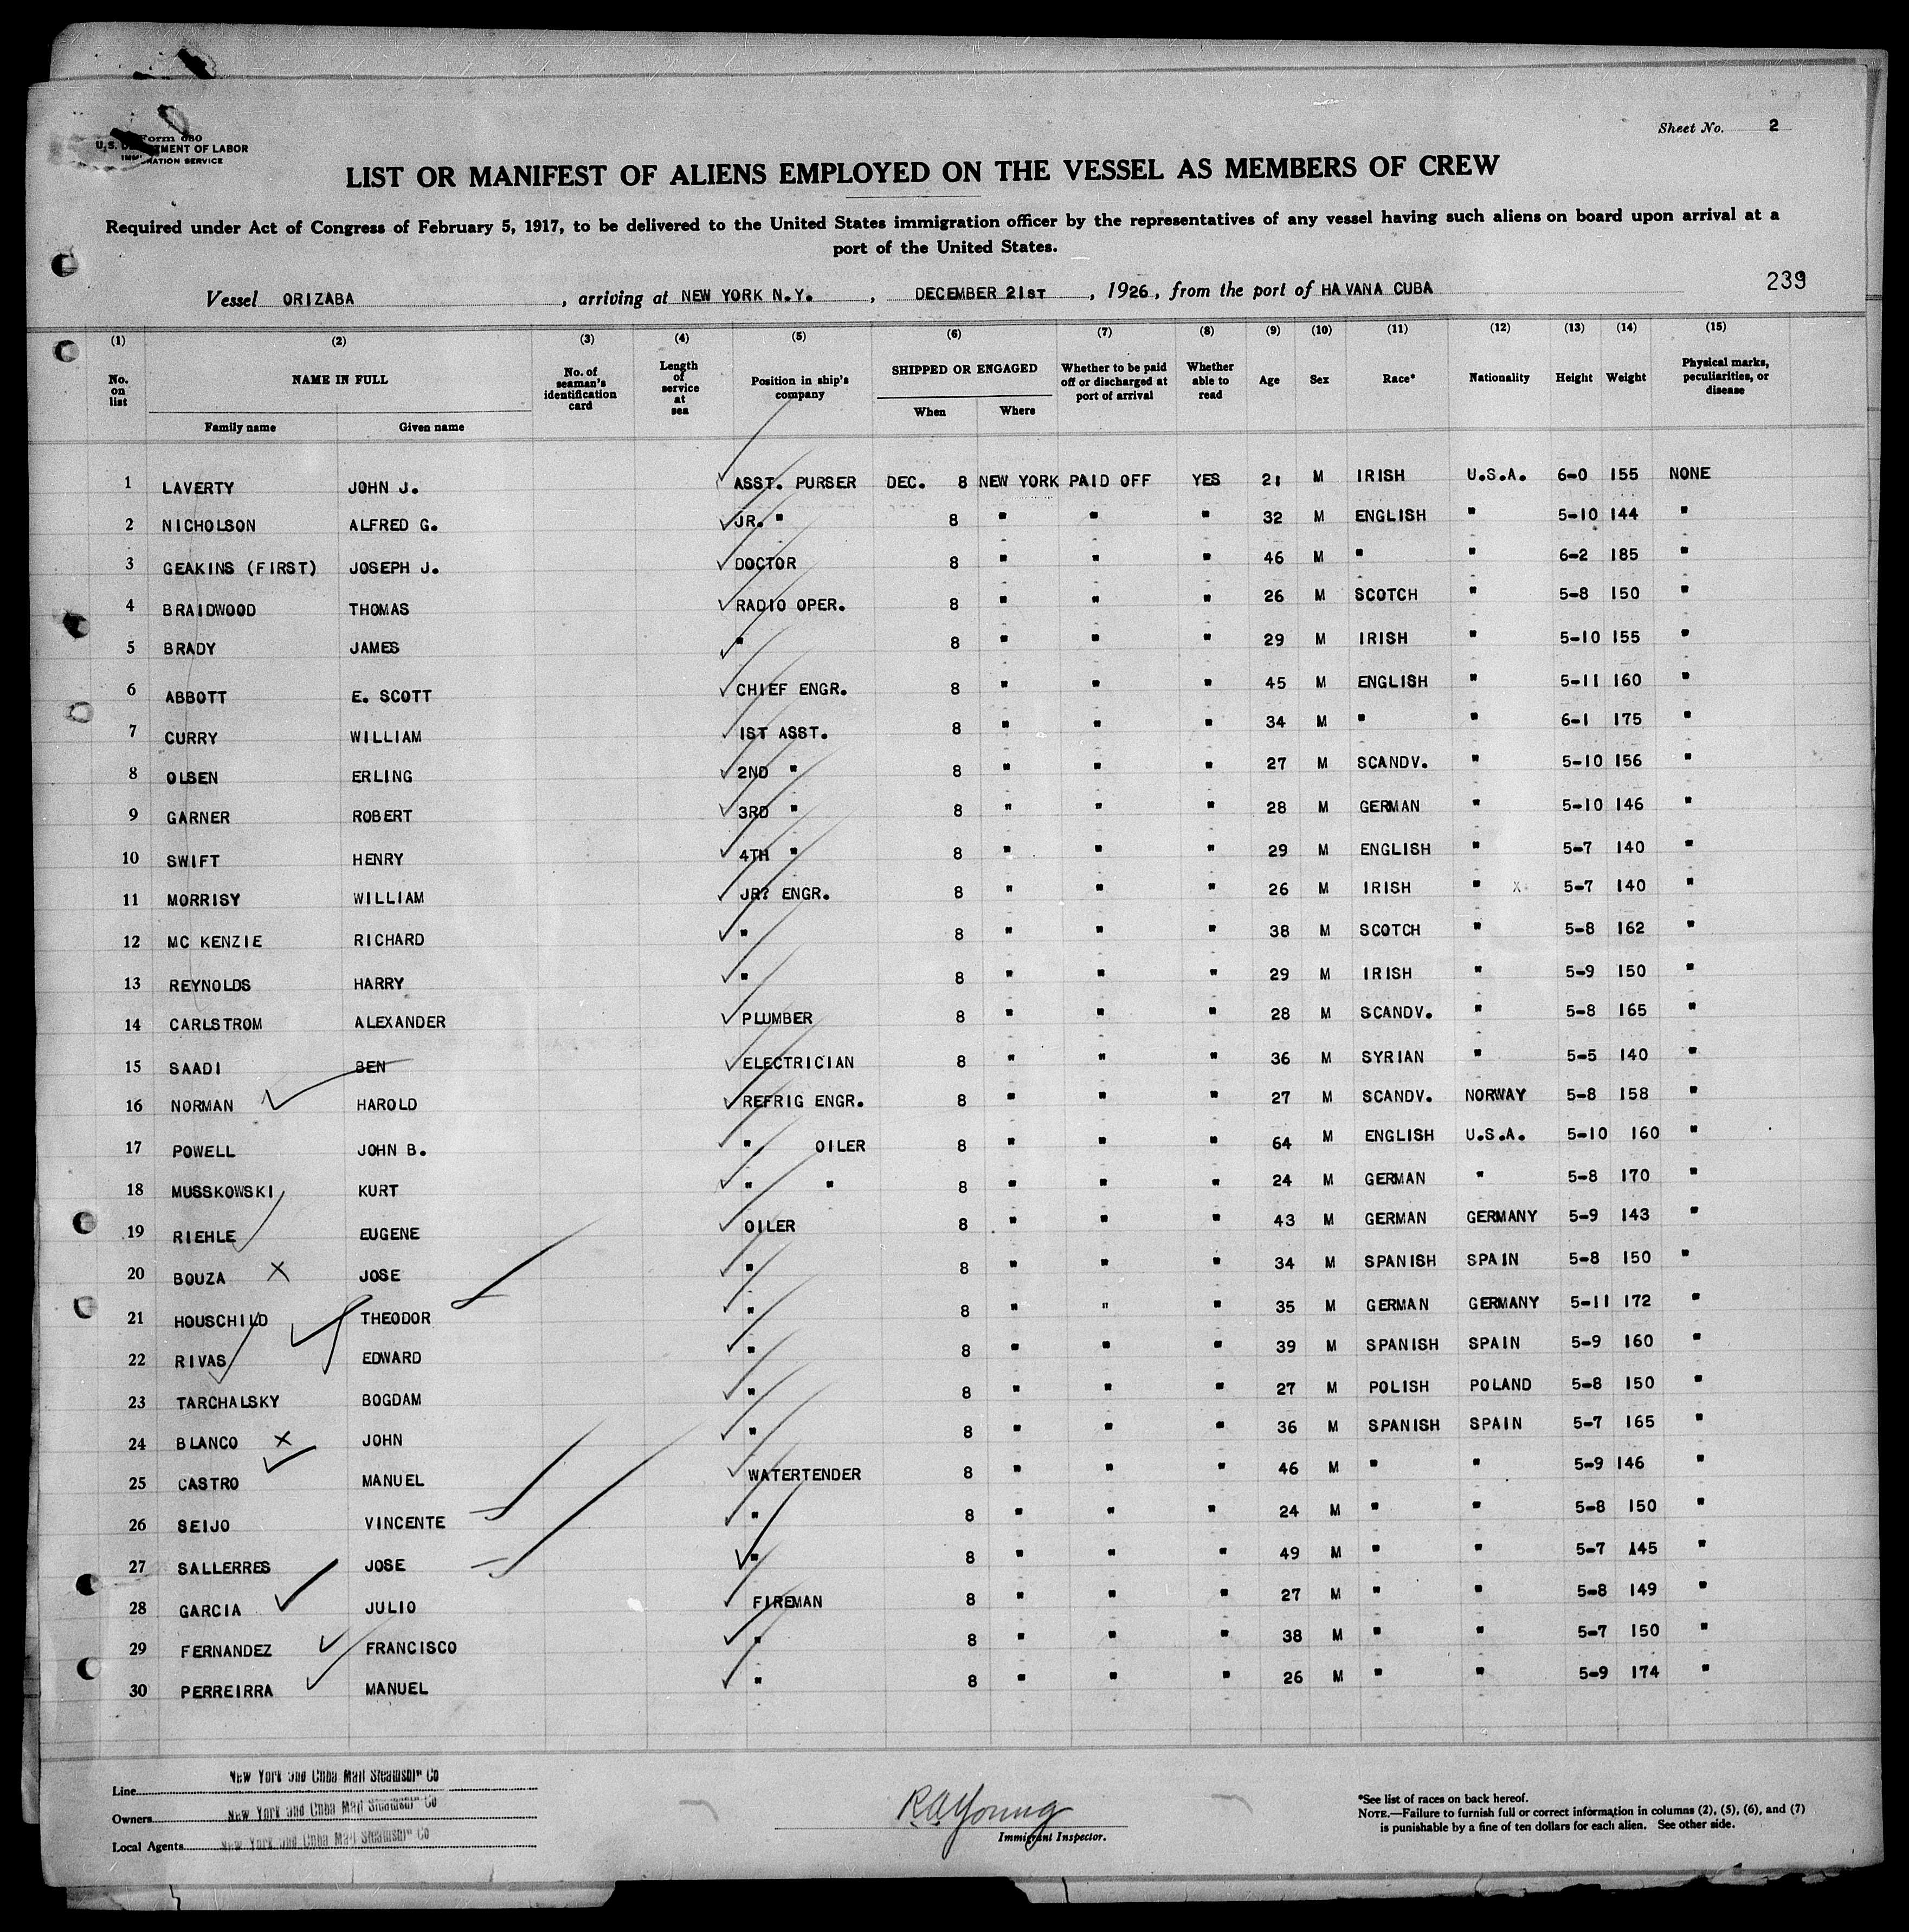 Form 680
U.S. DEPARTMENT OF LABOR
IMMIGRATION SERVICE
Sheet No. 2
LIST OR MANIFEST OF ALIENS EMPLOYED ON THE VESSEL AS MEMBERS OF CREW
Required under Act of Congress of February 5, 1917, to be delivered to the United States immigration officer by the representatives of any vessel having such aliens on board upon arrival at a
port of the United States.
239
Vessel ORIZABA, arriving at NEW YORK N.Y., DECEMBER 21ST, 1926, from the port of HAVANA CUBA
(1) (2) (3) (4) (5) (6) (7) (8) (9) (10) (11) (12) (13) (14) (15)
No. on list NAME IN FULL Family name Given name No. of seaman's identification card Length of service at sea Position in ship's company SHIPPED OR ENGAGED When Where Whether to be paid off or discharged at port of arrival Whether able to read Age Sex Race* Nationality Height Weight Physical marks, peculiarities, or disease
1 LAVERTY JOHN J. ASST. PURSER DEC. 8 NEW YORK PAID OFF YES 21 M IRISH U.S.A. 6-0 155 NONE
2 NICHOLSON ALFRED G. JR. " 8 " " " 32 M ENGLISH " 5-10 144 "
3 GEAKINS (FIRST) JOSEPH J. DOCTOR 8 " " " 46 M " " 6-2 185 "
4 BRAIDWOOD THOMAS RADIO OPER. 8 " " " 26 M SCOTCH " 5-8 150 "
5 BRADY JAMES " 8 " " " 29 M IRISH " 5-10 155 "
6 ABBOTT E. SCOTT CHIEF ENGR. 8 " " " 45 M ENGLISH " 5-11 160 "
7 CURRY WILLIAM 1ST ASST. 8 " " " 34 M " " 6-1 175 "
8 OLSEN ERLING 2ND " 8 " " " 27 M SCANDV. " 5-10 156 "
9 GARNER ROBERT 3RD " 8 " " " 28 M GERMAN " 5-10 146 "
10 SWIFT HENRY 4TH " 8 " " " 29 M ENGLISH " 5-7 140 "
11 MORRISY WILLIAM JR? ENGR. 8 " " " 26 M IRISH " X 5-7 140 "
12 MC KENZIE RICHARD " 8 " " " 38 M SCOTCH " 5-8 162 "
13 REYNOLDS HARRY " 8 " " " 29 M IRISH " 5-9 150 "
14 CARLSTROM ALEXANDER PLUMBER 8 " " " 28 M SCANDV. " 5-8 165 "
15 SAADI BEN ELECTRICIAN 8 " " " 36 M SYRIAN " 5-5 140 "
16 NORMAN HAROLD REFRIG ENGR. 8 " " " 27 M SCANDV. NORWAY 5-8 158 "
17 POWELL JOHN B. " OILER 8 " " " 64 M ENGLISH U.S.A. 5-10 160 "
18 MUSSKOWSKI KURT " " 8 " " " 24 M GERMAN " 5-8 170 "
19 RIEHLE EUGENE OILER 8 " " " 43 M GERMAN GERMANY 5-9 143 "
20 BOUZA X JOSE " 8 " " " 34 M SPANISH SPAIN 5-8 150 "
21 HOUSCHILD THEODOR " 8 " " " 35 M GERMAN GERMANY 5-11 172 "
22 RIVAS EDWARD " 8 " " " 39 M SPANISH SPAIN 5-9 160 "
23 TARCHALSKY BOGDAM " 8 " " " 27 M POLISH POLAND 5-8 150 "
24 BLANCO X JOHN " 8 " " " 36 M SPANISH SPAIN 5-7 165 "
25 CASTRO MANUEL WATERTENDER 8 " " " 46 M " " 5-9 146 "
26 SEIJO VINCENTE " 8 " " " 24 M " " 5-8 150 "
27 SALLERRES JOSE " 8 " " " 49 M " " 5-7 145 "
28 GARCIA JULIO FIREMAN 8 " " " 27 M " " 5-8 149 "
29 FERNANDEZ FRANCISCO " 8 " " " 38 M " " 5-7 150 "
30 PERREIRRA MANUEL " 8 " " " 26 M " " 5-9 174 "
Line New York and Cuba Mail Steamship Co
Owners New York and Cuba Mail Steamship Co
Local Agents New York and Cuba Mail Steamship Co
R.A. Young
Immigrant Inspector.
*See list of races on back hereof.
NOTE.—Failure to furnish full or correct information in columns (2), (5), (6), and (7)
is punishable by a fine of ten dollars for each alien. See other side.